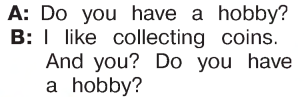 A: Do you have a hobby?
B: I like collecting coins.
And you? Do you have
a hobby?